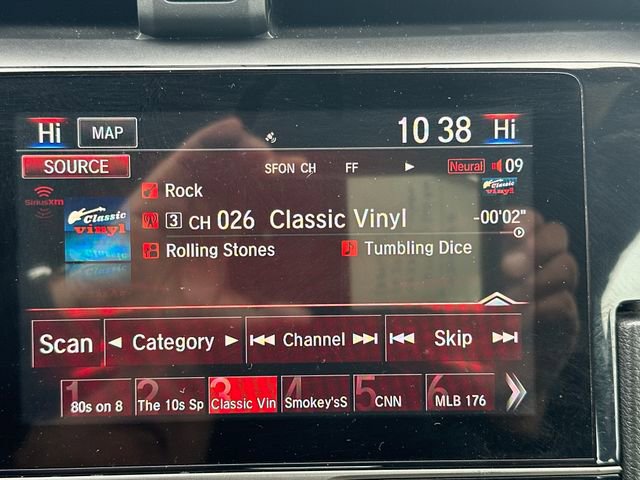 Hi MAP 10 38 Hi
SOURCE SFON CH FF Neural 09
SiriusXM Rock Classic
Classic vinyl 3 CH 026 Classic Vinyl -00'02"
Rolling Stones Tumbling Dice
Scan Category Channel Skip
1 80s on 8 2 The 10s Sp 3 Classic Vin 4 Smokey'sS 5 CNN 6 MLB 176